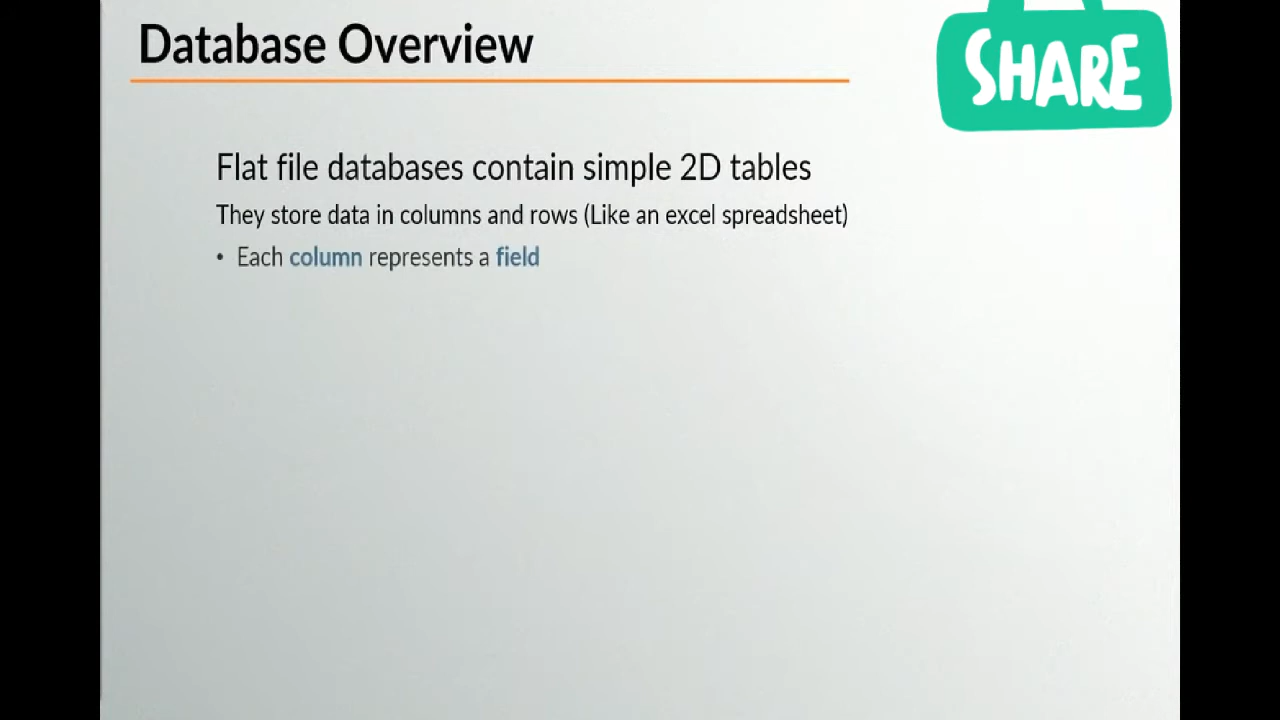 Database Overview
SHARE
Flat file databases contain simple 2D tables
They store data in columns and rows (Like an excel spreadsheet)
• Each column represents a field